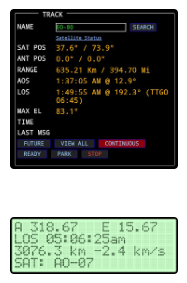 TRACK
NAME SEARCH
Satellite Status
SAT POS 37.6° / 73.9°
ANT POS 0.0° / 0.0°
RANGE 635.21 Km / 394.70 Mi
AOS 1:37:05 AM @ 12.9°
LOS 1:49:55 AM @ 192.3° (TTGO
06:45)
MAX EL 83.1°
TIME
LAST MSG
FUTURE VIEW ALL CONTINUOUS
READY PARK STOP
A 318.67 E 15.67
LOS 05:06:25am
3076.3 km -2.4 km/s
SAT: AO-07